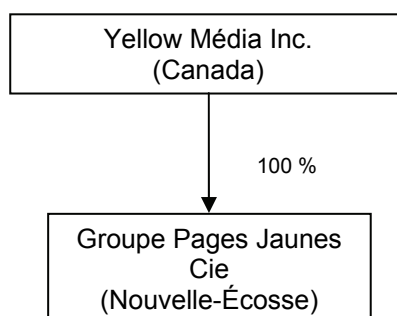 Yellow Média Inc.
(Canada)
100 %
Groupe Pages Jaunes
Cie
(Nouvelle-Écosse)